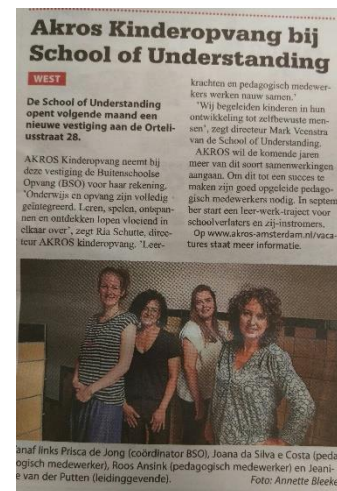 Akros Kinderopvang bij
School of Understanding
WEST
De School of Understanding
opent volgende maand een
nieuwe vestiging aan de Orteli-
usstraat 28.
AKROS Kinderopvang neemt bij
deze vestiging de Buitenschoolse
Opvang (BSO) voor haar rekening.
'Onderwijs en opvang zijn volledig
geïntegreerd. Leren, spelen, ontspan-
nen en ontdekken lopen vloeiend in
elkaar over', zegt Ria Schutte, direc-
teur AKROS kinderopvang. 'Leer-
krachten en pedagogisch medewer-
kers werken nauw samen.'
'Wij begeleiden kinderen in hun
ontwikkeling tot zelfbewuste men-
sen', zegt directeur Mark Veenstra
van de School of Understanding.
AKROS wil de komende jaren
meer van dit soort samenwerkingen
aangaan. Om dit tot een succes te
maken zijn goed opgeleide pedago-
gisch medewerkers nodig. In septem
ber start een leer-werk-traject voor
schoolverlaters en zij-instromers.
Op www.akros-amsterdam.nl/vaca-
tures staat meer informatie.
anaf links Prisca de Jong (coördinator BSO), Joana da Silva e Costa (peda
ogisch medewerker), Roos Ansink (pedagogisch medewerker) en Jeani-
e van der Putten (leidinggevende).
Foto: Annette Bleeke